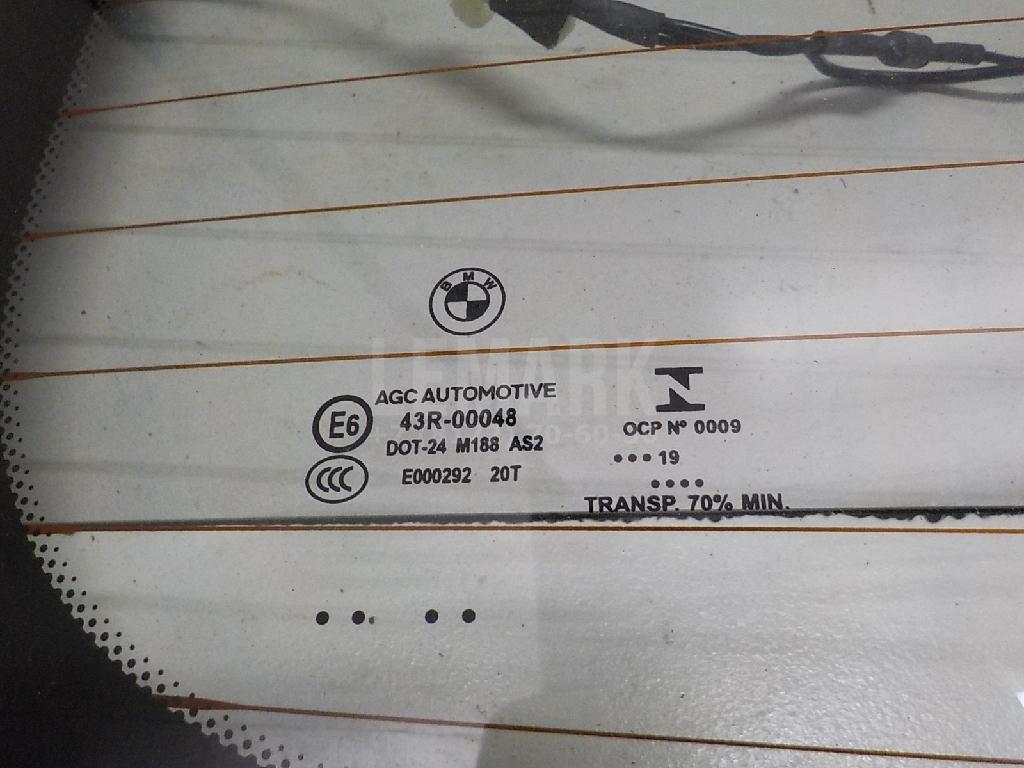 BMW
LEMARK
AGC AUTOMOTIVE
E6
43R-00048
DOT-24 M188 AS2
CCC
E000292 20T
N
OCP Nº 0009
•••19
••••
TRANSP. 70% MIN.